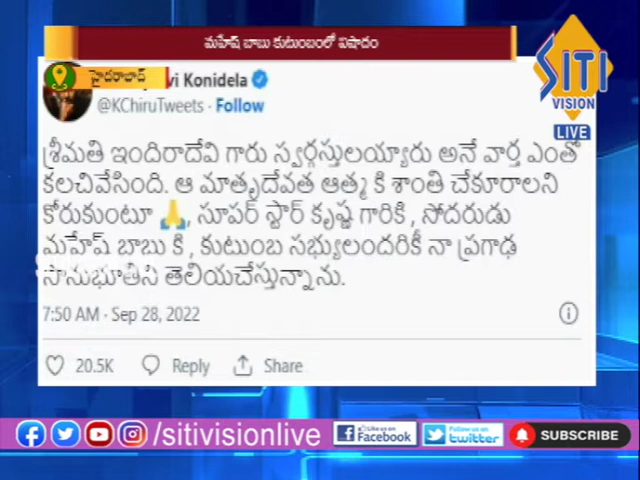 మహేష్ బాబు కుటుంబంలో విషాదం
SITI
VISION
LIVE
హైదరాబాద్
vi Konidela
@KChiruTweets · Follow
శ్రీమతి ఇందిరాదేవి గారు స్వర్గస్తులయ్యారు అనే వార్త ఎంతో
కలచివేసింది. ఆ మాతృదేవత ఆత్మ కి శాంతి చేకూరాలని
కోరుకుంటూ 🙏, సూపర్ స్టార్ కృష్ణ గారికి , సోదరుడు
మహేష్ బాబు కి , కుటుంబ సభ్యులందరికీ నా ప్రగాఢ
సానుభూతిని తెలియచేస్తున్నాను.
7:50 AM · Sep 28, 2022
20.5K Reply Share
/sitivisionlive Like us on Facebook Follow us on twitter SUBSCRIBE